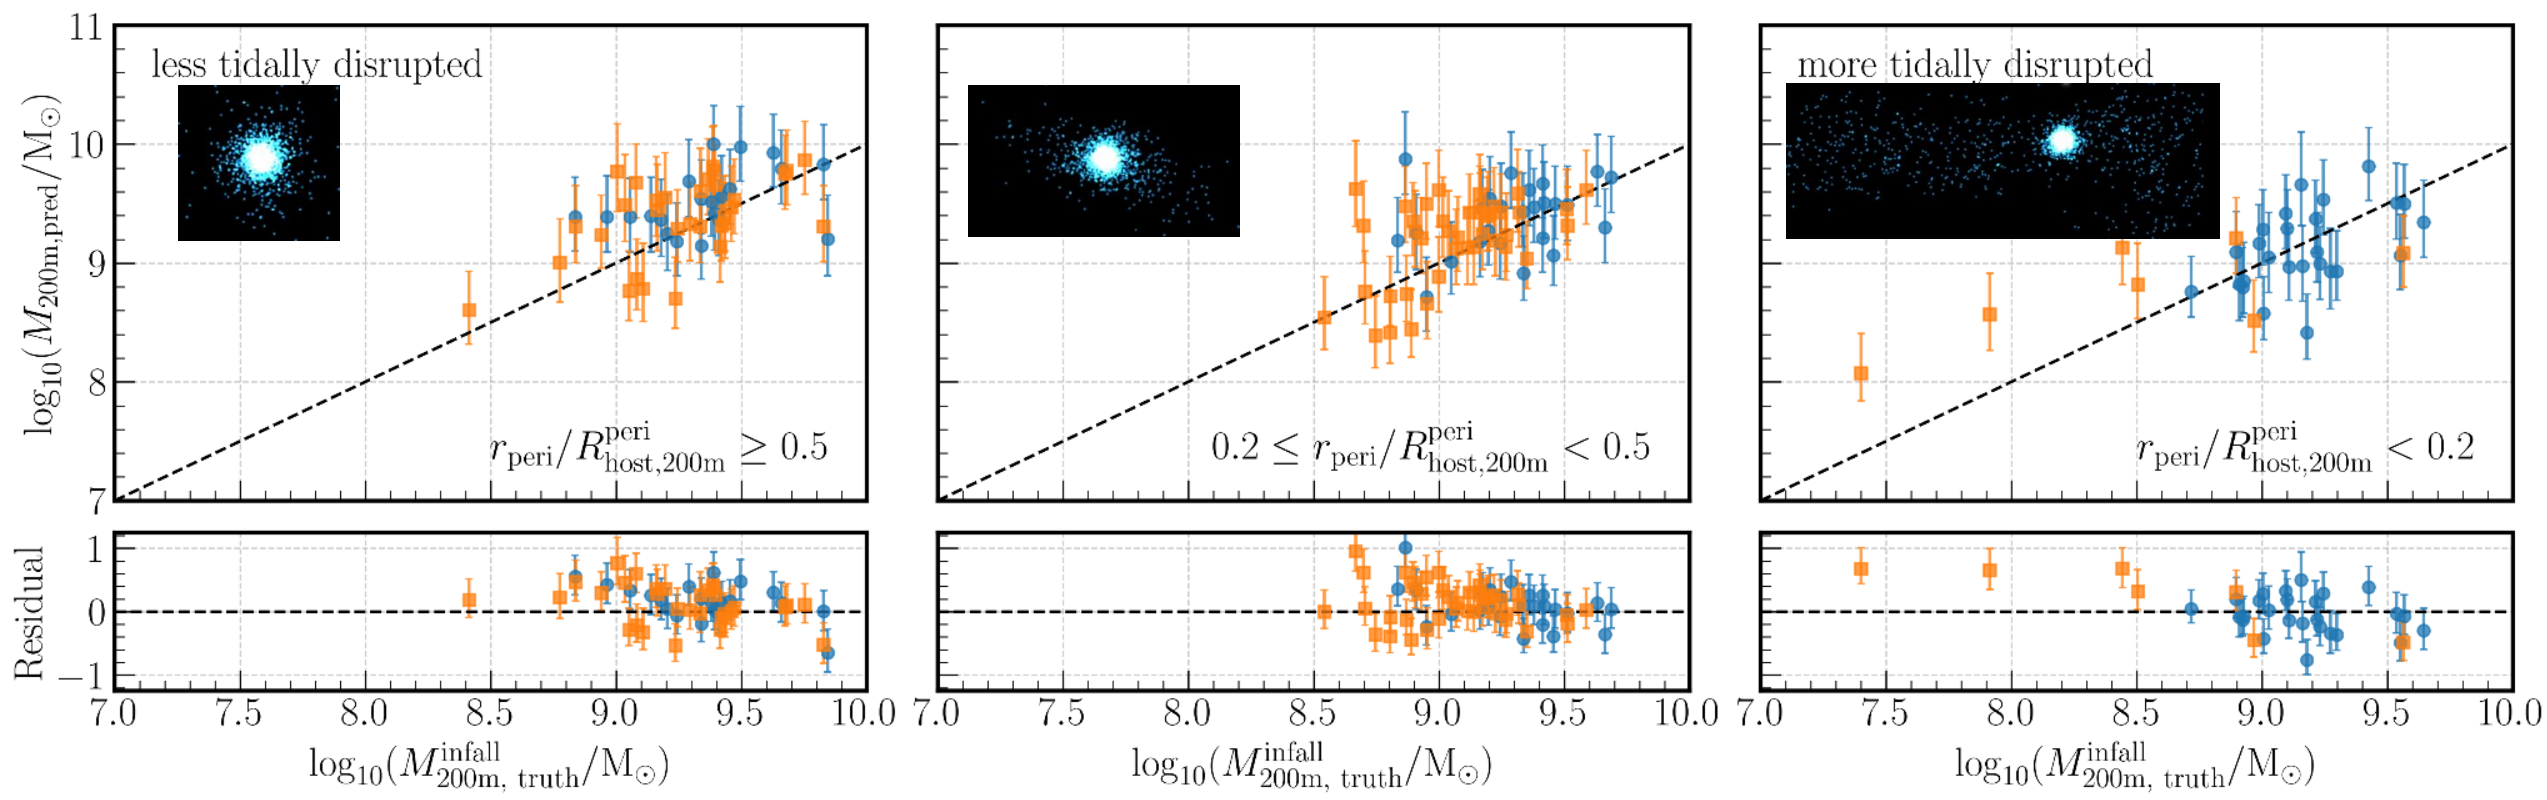 less tidally disrupted
more tidally disrupted
11
10
9
8
7
log₁₀(M₂₀₀ₘ,pred/M☉)
r_peri/R^peri_host,200m ≥ 0.5
0.2 ≤ r_peri/R^peri_host,200m < 0.5
r_peri/R^peri_host,200m < 0.2
1
0
−1
Residual
7.0 7.5 8.0 8.5 9.0 9.5 10.0
7.0 7.5 8.0 8.5 9.0 9.5 10.0
7.0 7.5 8.0 8.5 9.0 9.5 10.0
log₁₀(M^infall_200m, truth/M☉)
log₁₀(M^infall_200m, truth/M☉)
log₁₀(M^infall_200m, truth/M☉)